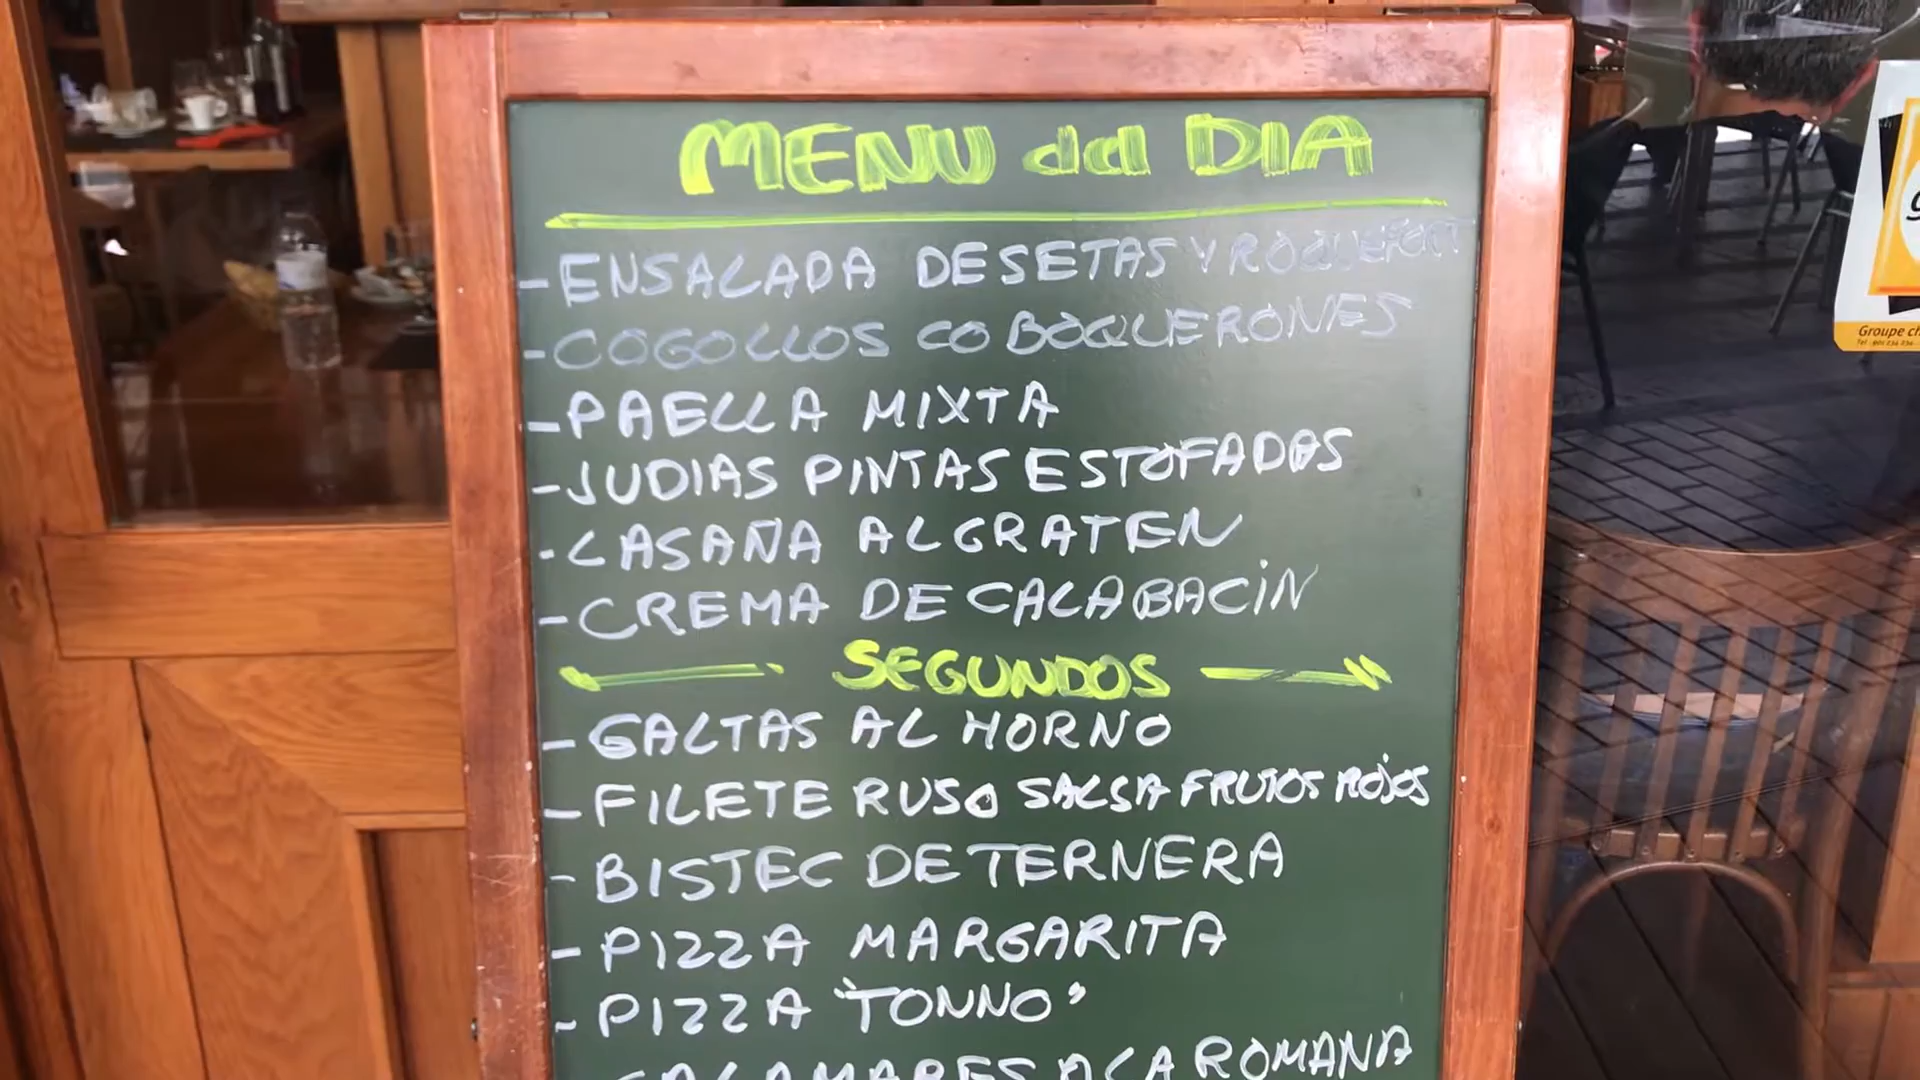 MENU del DIA
- ENSALADA DE SETAS Y ROQUEFORT
- COGOLLOS CO BOQUERONES
- PAELLA MIXTA
- JUDIAS PINTAS ESTOFADAS
- LASAÑA AL GRATEN
- CREMA DE CALABACIN
SEGUNDOS
- GALTAS AL HORNO
- FILETE RUSO SALSA FRUTOS ROJOS
- BISTEC DE TERNERA
- PIZZA MARGARITA
- PIZZA "TONNO"
CALAMARES A LA ROMANA
Groupe